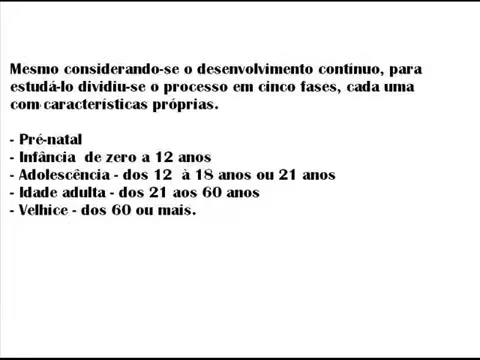 Mesmo considerando-se o desenvolvimento contínuo, para
estudá-lo dividiu-se o processo em cinco fases, cada uma
com características próprias.
- Pré-natal
- Infância de zero a 12 anos
- Adolescência - dos 12 à 18 anos ou 21 anos
- Idade adulta - dos 21 aos 60 anos
- Velhice - dos 60 ou mais.